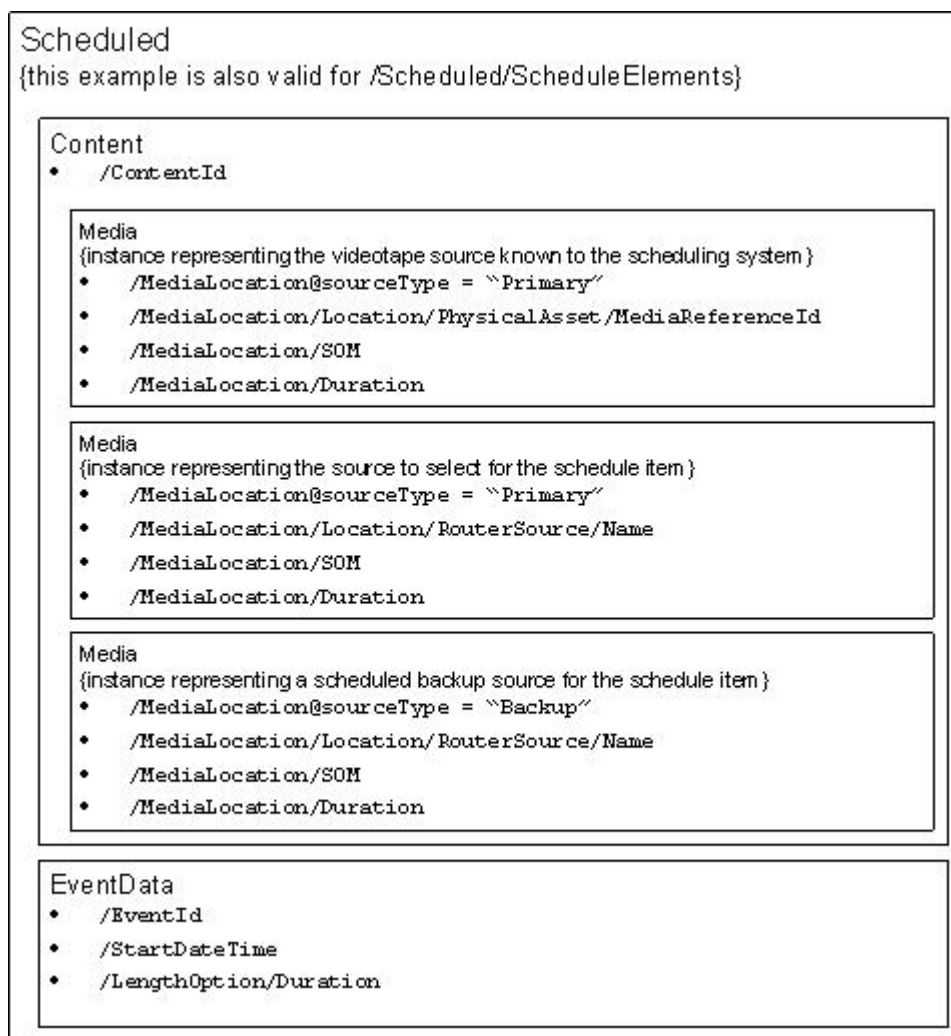 Scheduled
{this example is also valid for /Scheduled/ScheduleElements}
Content
• /ContentId
Media
{instance representing the videotape source known to the scheduling system}
• /MediaLocation@sourceType = “Primary”
• /MediaLocation/Location/PhysicalAsset/MediaReferenceId
• /MediaLocation/SOM
• /MediaLocation/Duration
Media
{instance representing the source to select for the schedule item}
• /MediaLocation@sourceType = “Primary”
• /MediaLocation/Location/RouterSource/Name
• /MediaLocation/SOM
• /MediaLocation/Duration
Media
{instance representing a scheduled backup source for the schedule item}
• /MediaLocation@sourceType = “Backup”
• /MediaLocation/Location/RouterSource/Name
• /MediaLocation/SOM
• /MediaLocation/Duration
EventData
• /EventId
• /StartDateTime
• /LengthOption/Duration